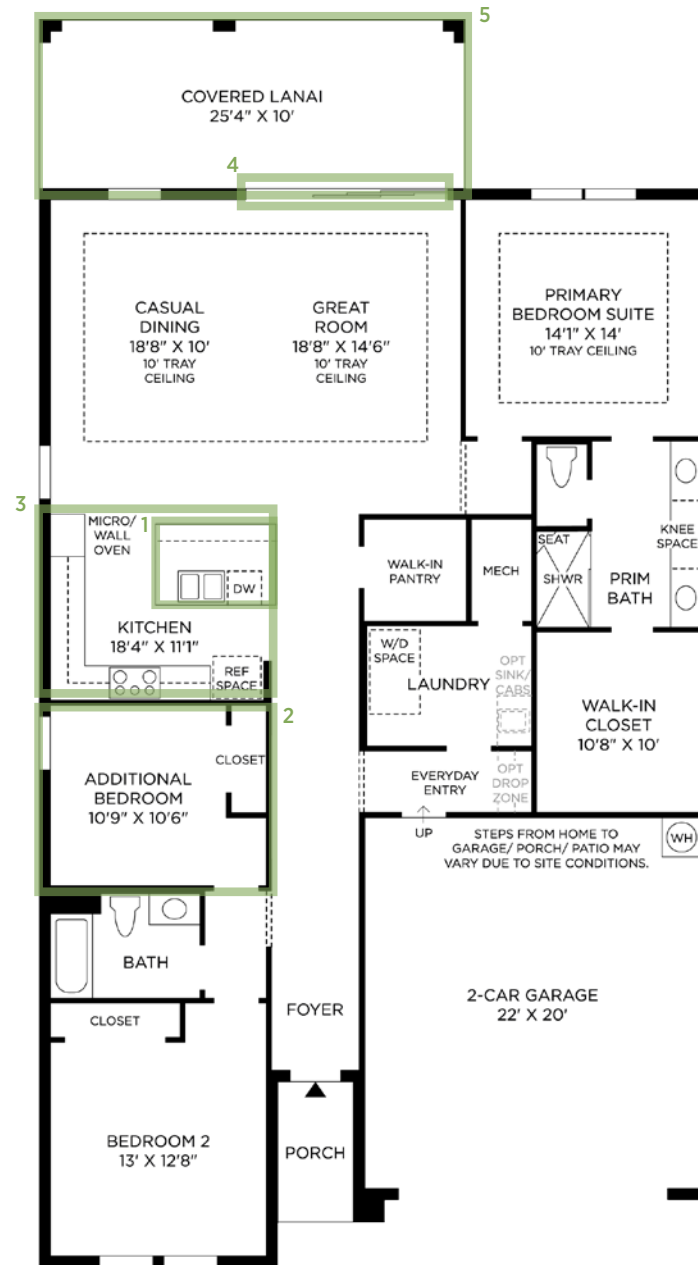 5
COVERED LANAI
25'4" X 10'
4
CASUAL
DINING
18'8" X 10'
10' TRAY
CEILING
GREAT
ROOM
18'8" X 14'6"
10' TRAY
CEILING
PRIMARY
BEDROOM SUITE
14'1" X 14'
10' TRAY CEILING
3
MICRO/
WALL
OVEN
1
DW
KITCHEN
18'4" X 11'1"
REF
SPACE
WALK-IN
PANTRY
MECH
SEAT
SHWR
PRIM
BATH
KNEE
SPACE
W/D
SPACE
LAUNDRY
OPT
SINK/
CABS
WALK-IN
CLOSET
10'8" X 10'
2
CLOSET
ADDITIONAL
BEDROOM
10'9" X 10'6"
EVERYDAY
ENTRY
OPT
DROP
ZONE
UP
STEPS FROM HOME TO
GARAGE/ PORCH/ PATIO MAY
VARY DUE TO SITE CONDITIONS.
WH
BATH
2-CAR GARAGE
22' X 20'
FOYER
CLOSET
BEDROOM 2
13' X 12'8"
PORCH